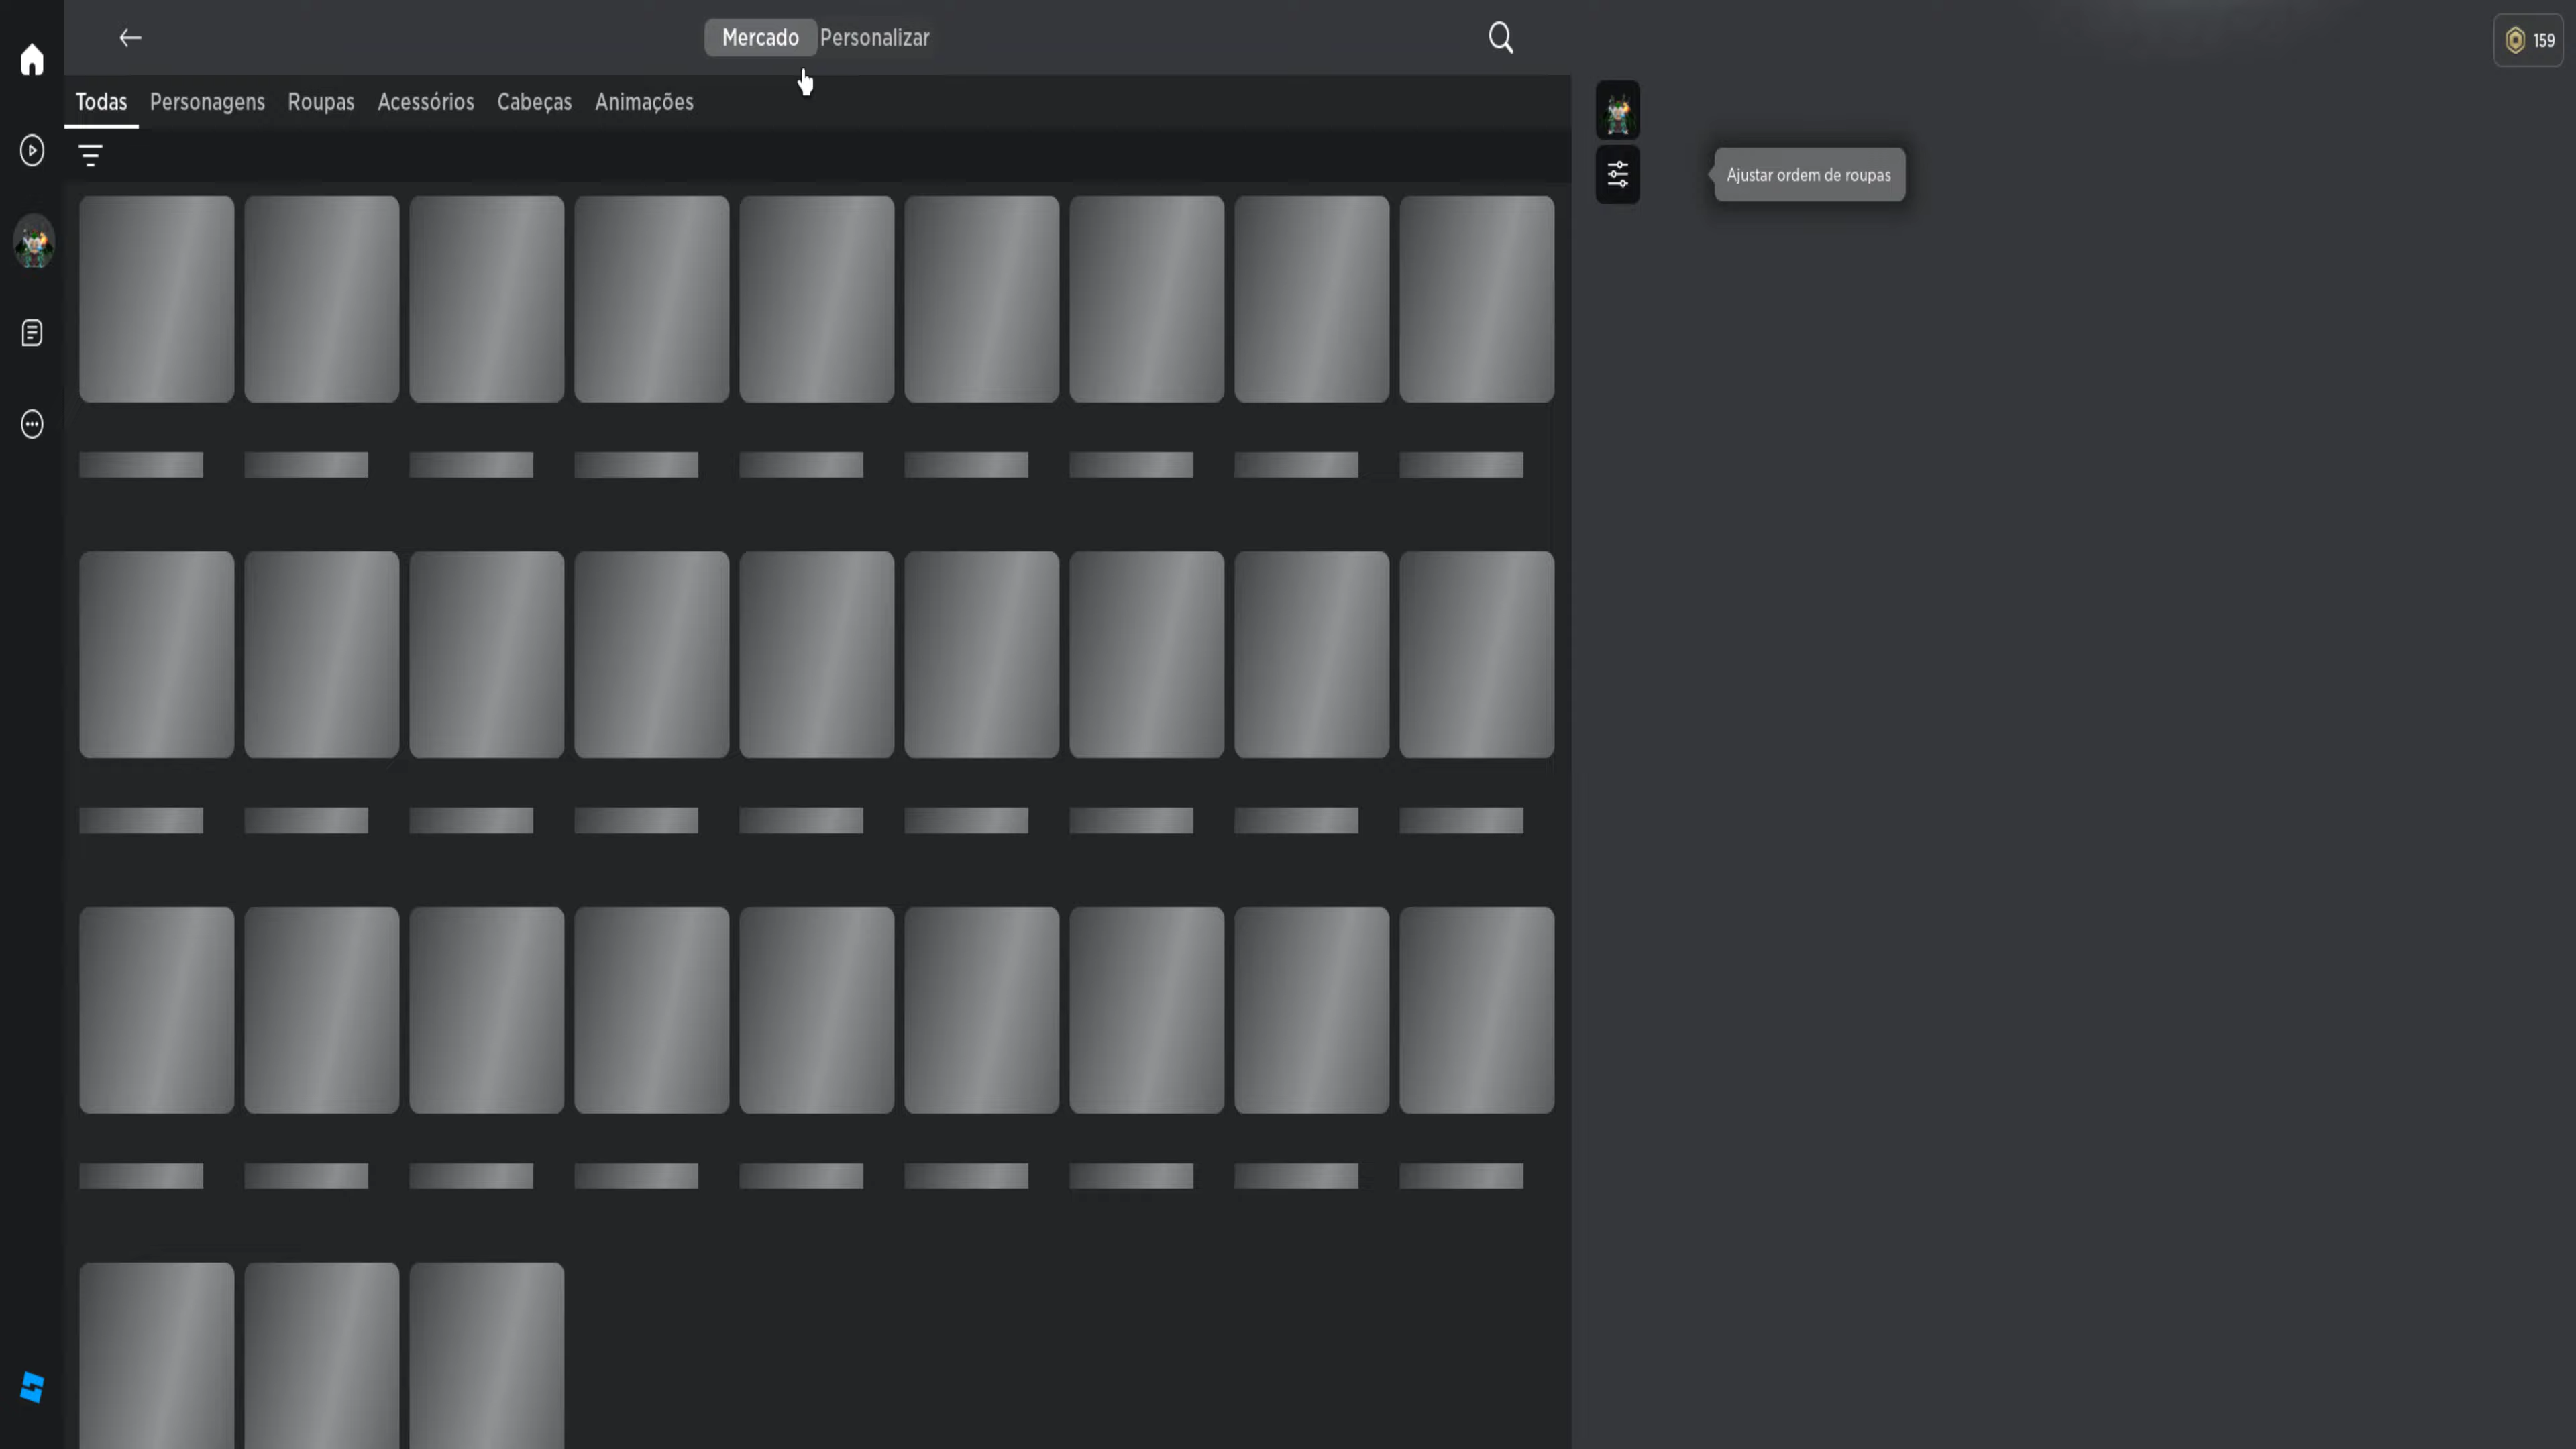 Mercado Personalizar
159
Todas Personagens Roupas Acessórios Cabeças Animações
Ajustar ordem de roupas